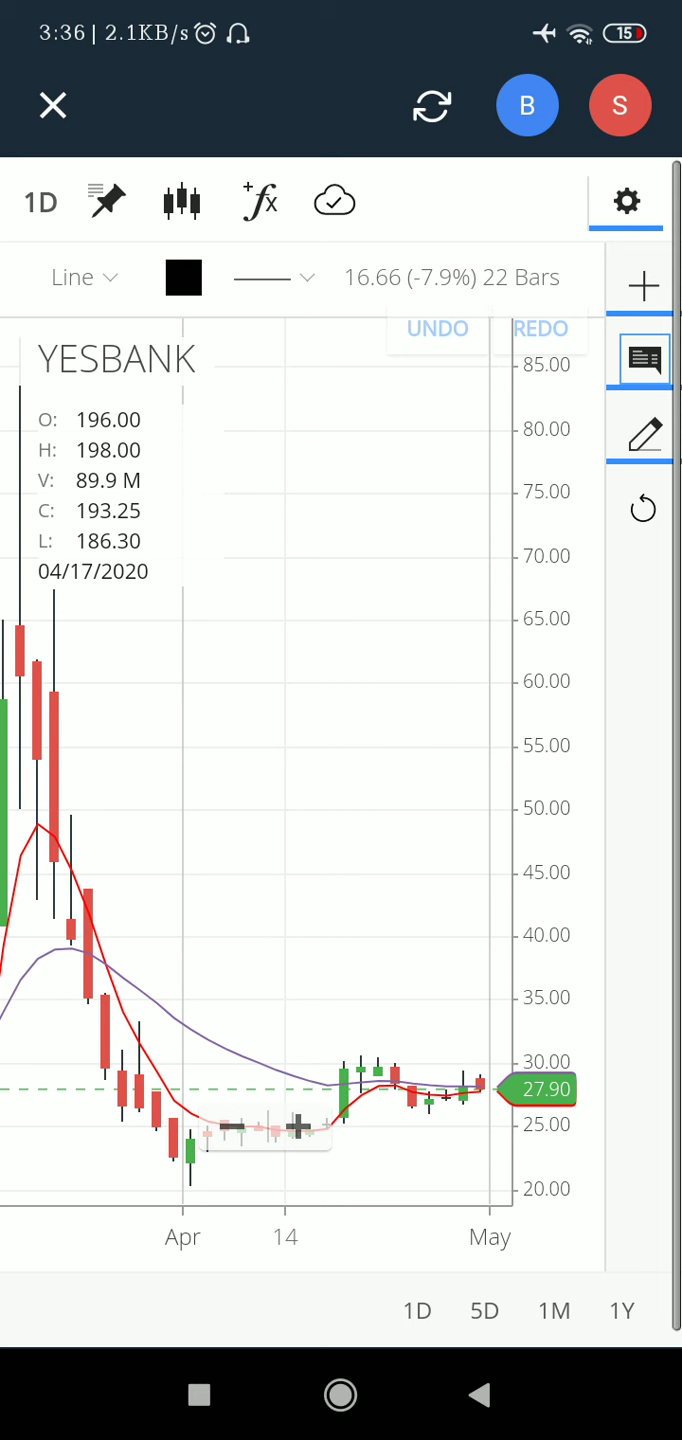 3:36 | 2.1KB/s 15
B S
1D +fx
Line 16.66 (-7.9%) 22 Bars
UNDO REDO
YESBANK
O: 196.00
H: 198.00
V: 89.9 M
C: 193.25
L: 186.30
04/17/2020
85.00
80.00
75.00
70.00
65.00
60.00
55.00
50.00
45.00
40.00
35.00
30.00
27.90
25.00
20.00
Apr 14 May
1D 5D 1M 1Y